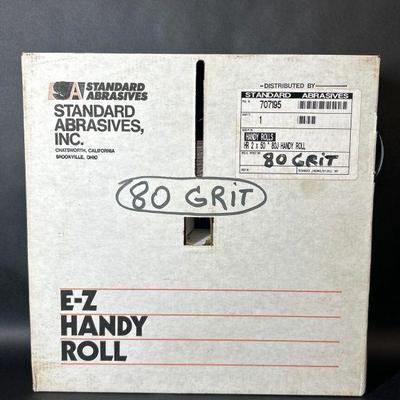 SA STANDARD
ABRASIVES
STANDARD
ABRASIVES,
INC.
CHATSWORTH, CALIFORNIA
BROOKVILLE, OHIO
DISTRIBUTED BY
STANDARD ABRASIVES
707195
1
HANDY ROLLS
HR 2 x 50 " 80J HANDY ROLL
80 GRIT
80 GRIT
E-Z
HANDY
ROLL